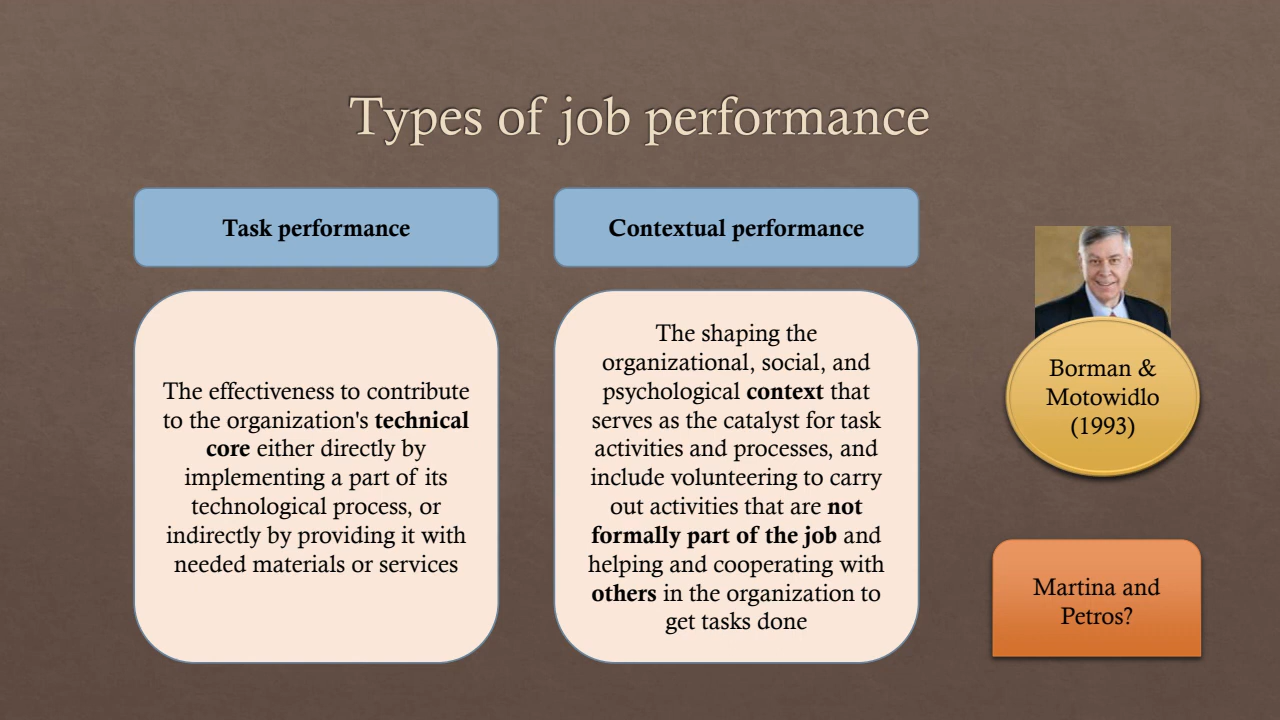 Types of job performance
Task performance
Contextual performance
The effectiveness to contribute
to the organization's technical
core either directly by
implementing a part of its
technological process, or
indirectly by providing it with
needed materials or services
The shaping the
organizational, social, and
psychological context that
serves as the catalyst for task
activities and processes, and
include volunteering to carry
out activities that are not
formally part of the job and
helping and cooperating with
others in the organization to
get tasks done
Borman &
Motowidlo
(1993)
Martina and
Petros?